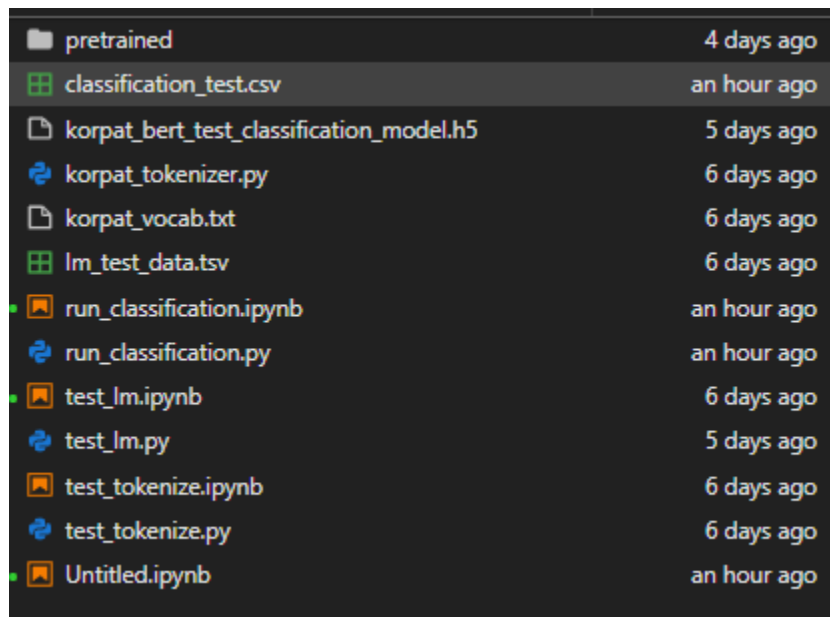 pretrained 4 days ago
classification_test.csv an hour ago
korpat_bert_test_classification_model.h5 5 days ago
korpat_tokenizer.py 6 days ago
korpat_vocab.txt 6 days ago
lm_test_data.tsv 6 days ago
run_classification.ipynb an hour ago
run_classification.py an hour ago
test_lm.ipynb 6 days ago
test_lm.py 5 days ago
test_tokenize.ipynb 6 days ago
test_tokenize.py 6 days ago
Untitled.ipynb an hour ago